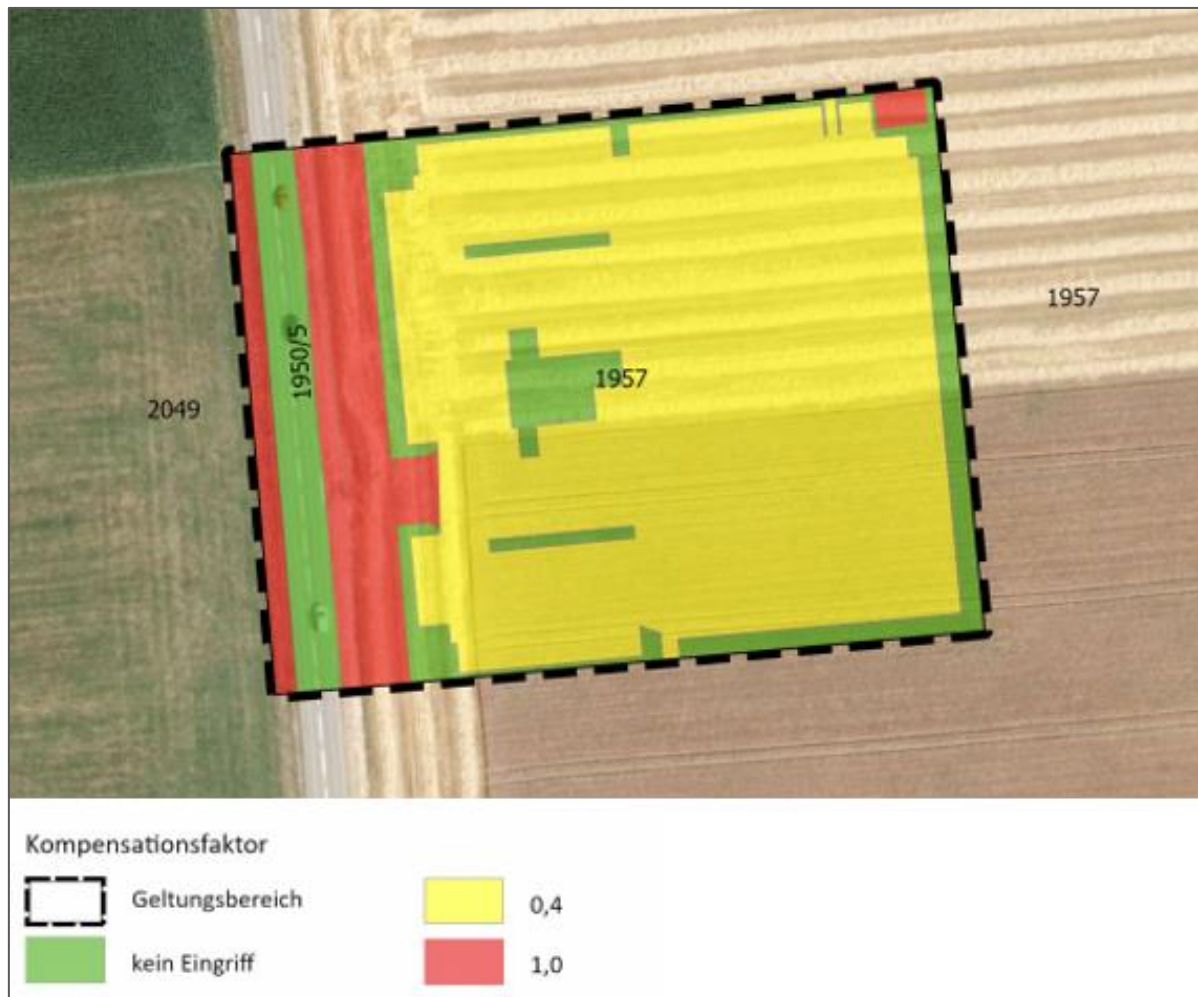 1957
1950/5
1957
2049
Kompensationsfaktor
Geltungsbereich
0,4
kein Eingriff
1,0